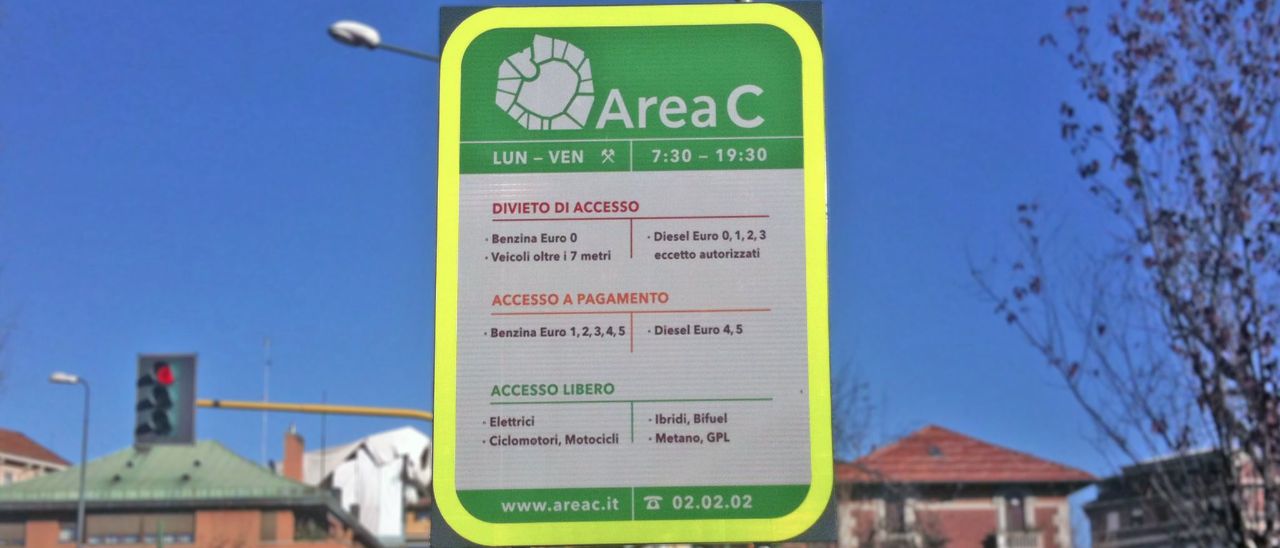 Area C
LUN – VEN ⚒ 7:30 – 19:30
DIVIETO DI ACCESSO
· Benzina Euro 0
· Veicoli oltre i 7 metri
· Diesel Euro 0, 1, 2, 3
eccetto autorizzati
ACCESSO A PAGAMENTO
· Benzina Euro 1, 2, 3, 4, 5
· Diesel Euro 4, 5
ACCESSO LIBERO
· Elettrici
· Ciclomotori, Motocicli
· Ibridi, Bifuel
· Metano, GPL
www.areac.it ☎ 02.02.02